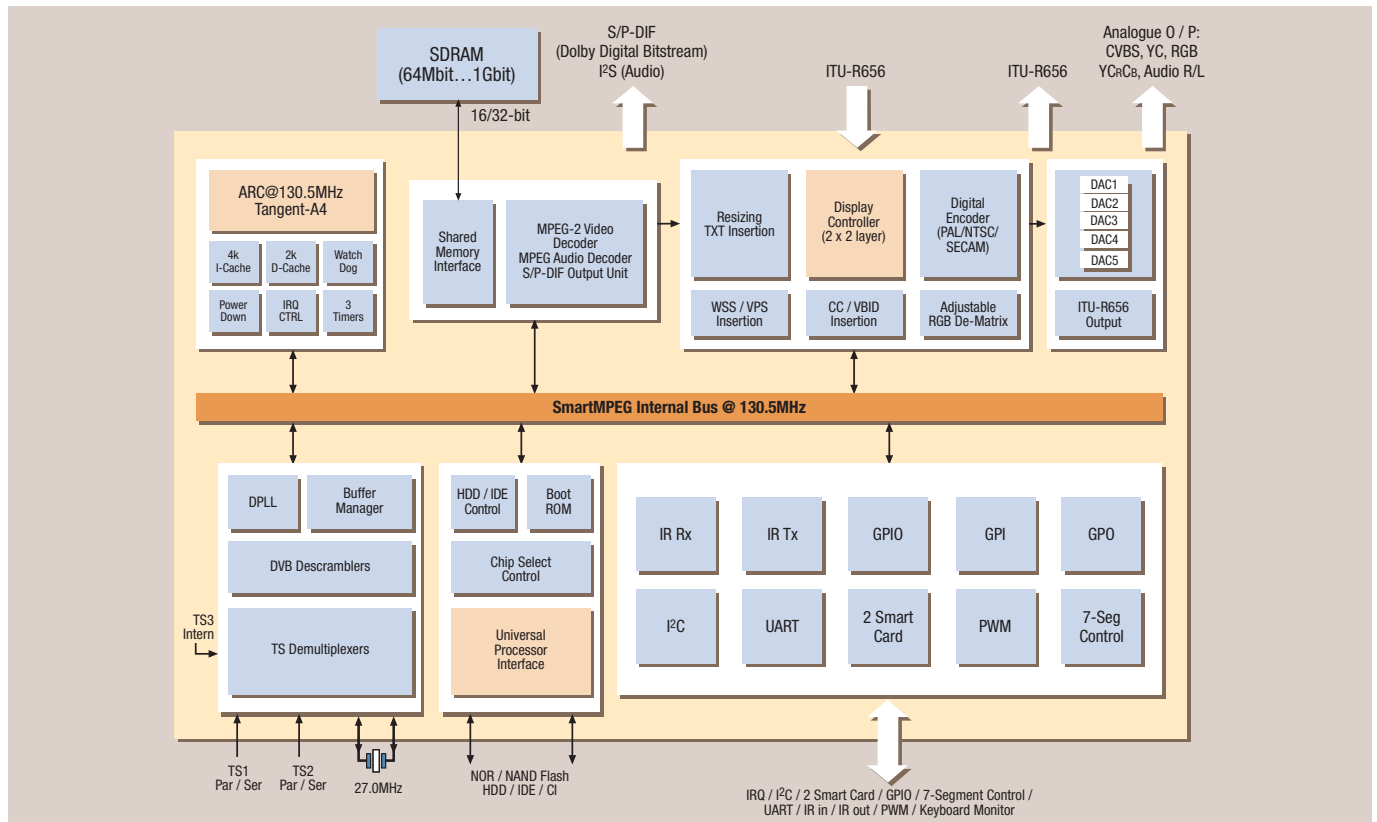 SDRAM
(64Mbit…1Gbit)
16/32-bit
S/P-DIF
(Dolby Digital Bitstream)
I²S (Audio)
ITU-R656
ITU-R656
Analogue O / P:
CVBS, YC, RGB
YCRCB, Audio R/L
ARC@130.5MHz
Tangent-A4
4k
I-Cache
2k
D-Cache
Watch
Dog
Power
Down
IRQ
CTRL
3
Timers
Shared
Memory
Interface
MPEG-2 Video
Decoder
MPEG Audio Decoder
S/P-DIF Output Unit
Resizing
TXT Insertion
Display
Controller
(2 x 2 layer)
Digital
Encoder
(PAL/NTSC/
SECAM)
WSS / VPS
Insertion
CC / VBID
Insertion
Adjustable
RGB De-Matrix
DAC1
DAC2
DAC3
DAC4
DAC5
ITU-R656
Output
SmartMPEG Internal Bus @ 130.5MHz
DPLL
Buffer
Manager
DVB Descramblers
TS3
Intern
TS Demultiplexers
TS1
Par / Ser
TS2
Par / Ser
27.0MHz
HDD / IDE
Control
Boot
ROM
Chip Select
Control
Universal
Processor
Interface
NOR / NAND Flash
HDD / IDE / CI
IR Rx
IR Tx
GPIO
GPI
GPO
I²C
UART
2 Smart
Card
PWM
7-Seg
Control
IRQ / I²C / 2 Smart Card / GPIO / 7-Segment Control /
UART / IR in / IR out / PWM / Keyboard Monitor